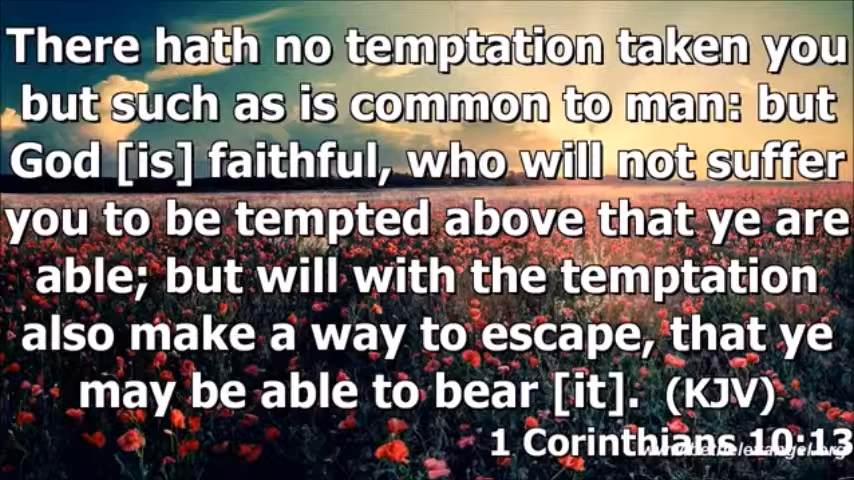 There hath no temptation taken you
but such as is common to man: but
God [is] faithful, who will not suffer
you to be tempted above that ye are
able; but will with the temptation
also make a way to escape, that ye
may be able to bear [it].  (KJV)
1 Corinthians 10:13